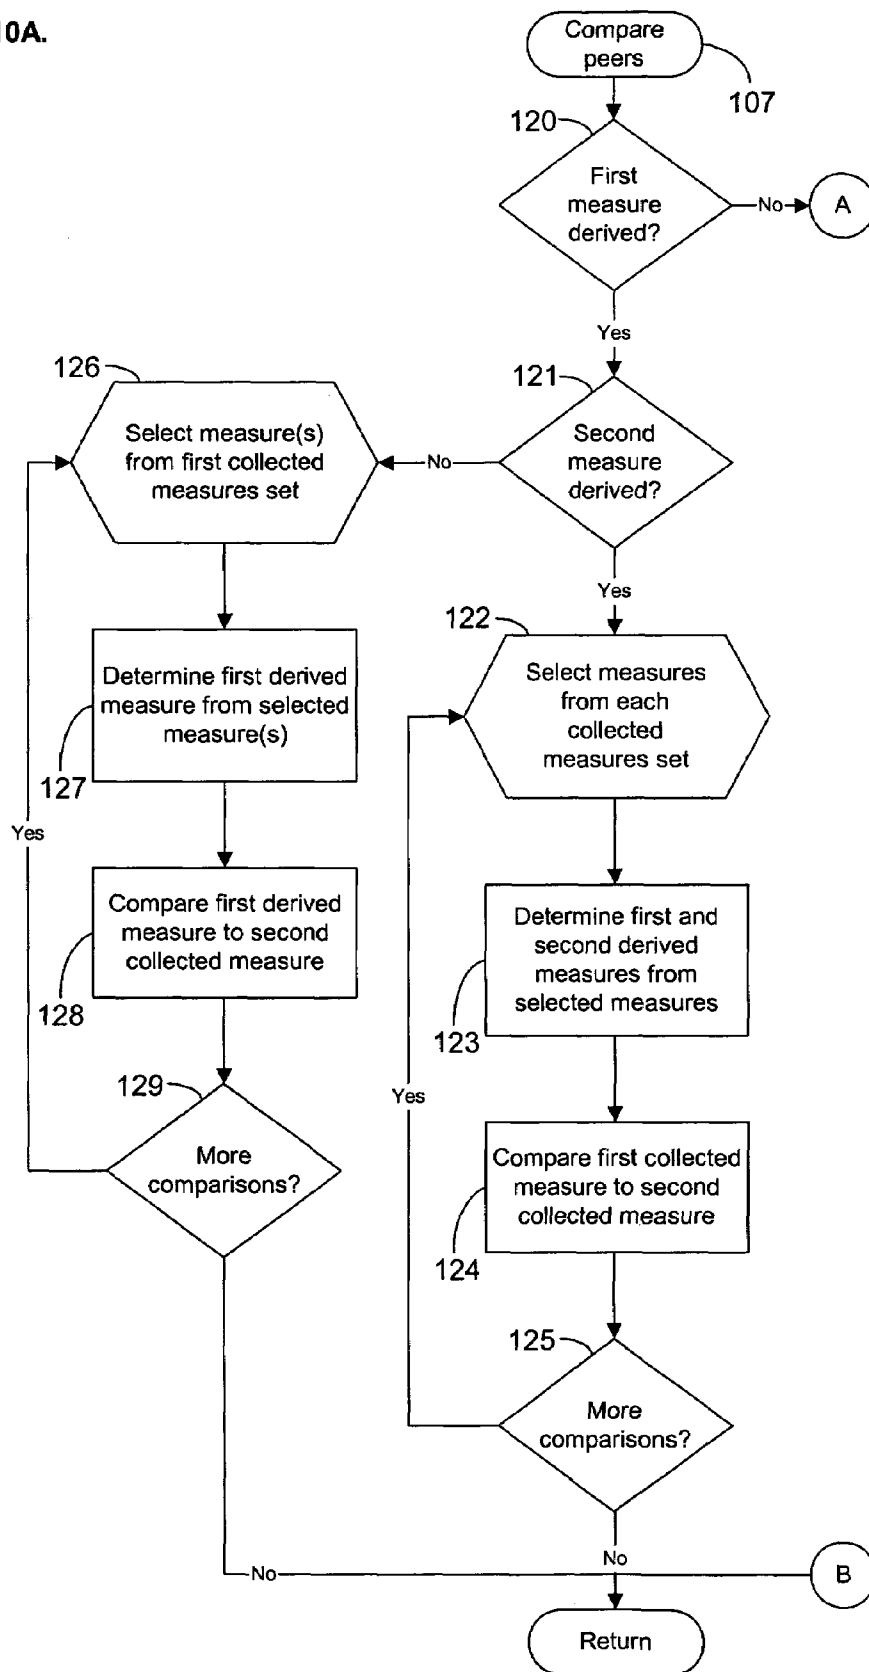 10A.
Compare
peers
107
120
First
measure
derived?
No
A
Yes
121
Second
measure
derived?
No
126
Select measure(s)
from first collected
measures set
Yes
122
Select measures
from each
collected
measures set
Determine first derived
measure from selected
measure(s)
127
Yes
Compare first derived
measure to second
collected measure
128
Determine first and
second derived
measures from
selected measures
123
129
More
comparisons?
Yes
Compare first collected
measure to second
collected measure
124
125
More
comparisons?
No
No
B
Return